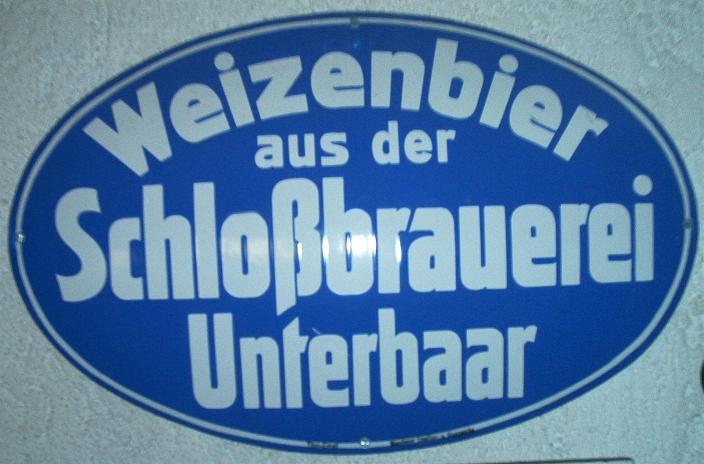 Weizenbier
aus der
Schloßbrauerei
Unterbaar